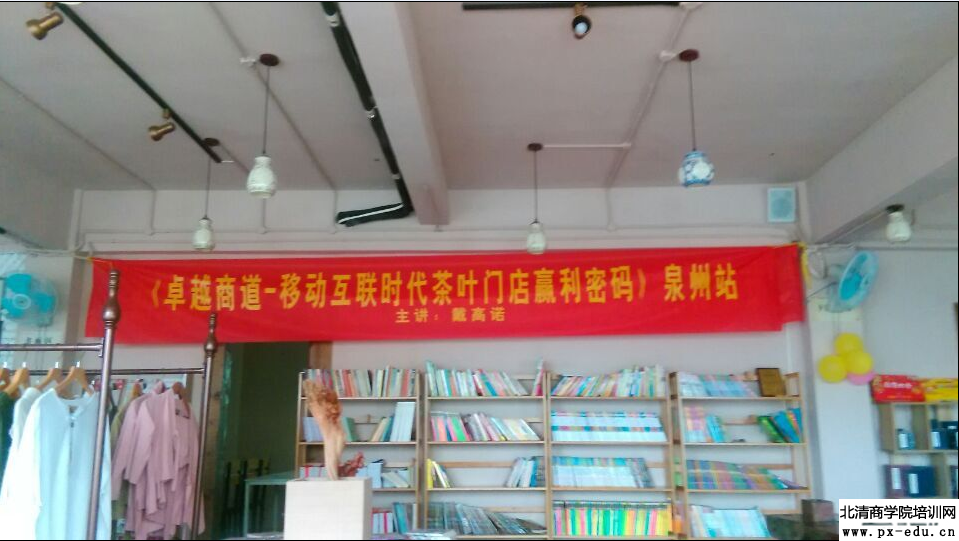 《卓越商道-移动互联时代茶叶门店赢利密码》泉州站
主讲：戴高诺
北清商学院培训网
www.px-edu.cn